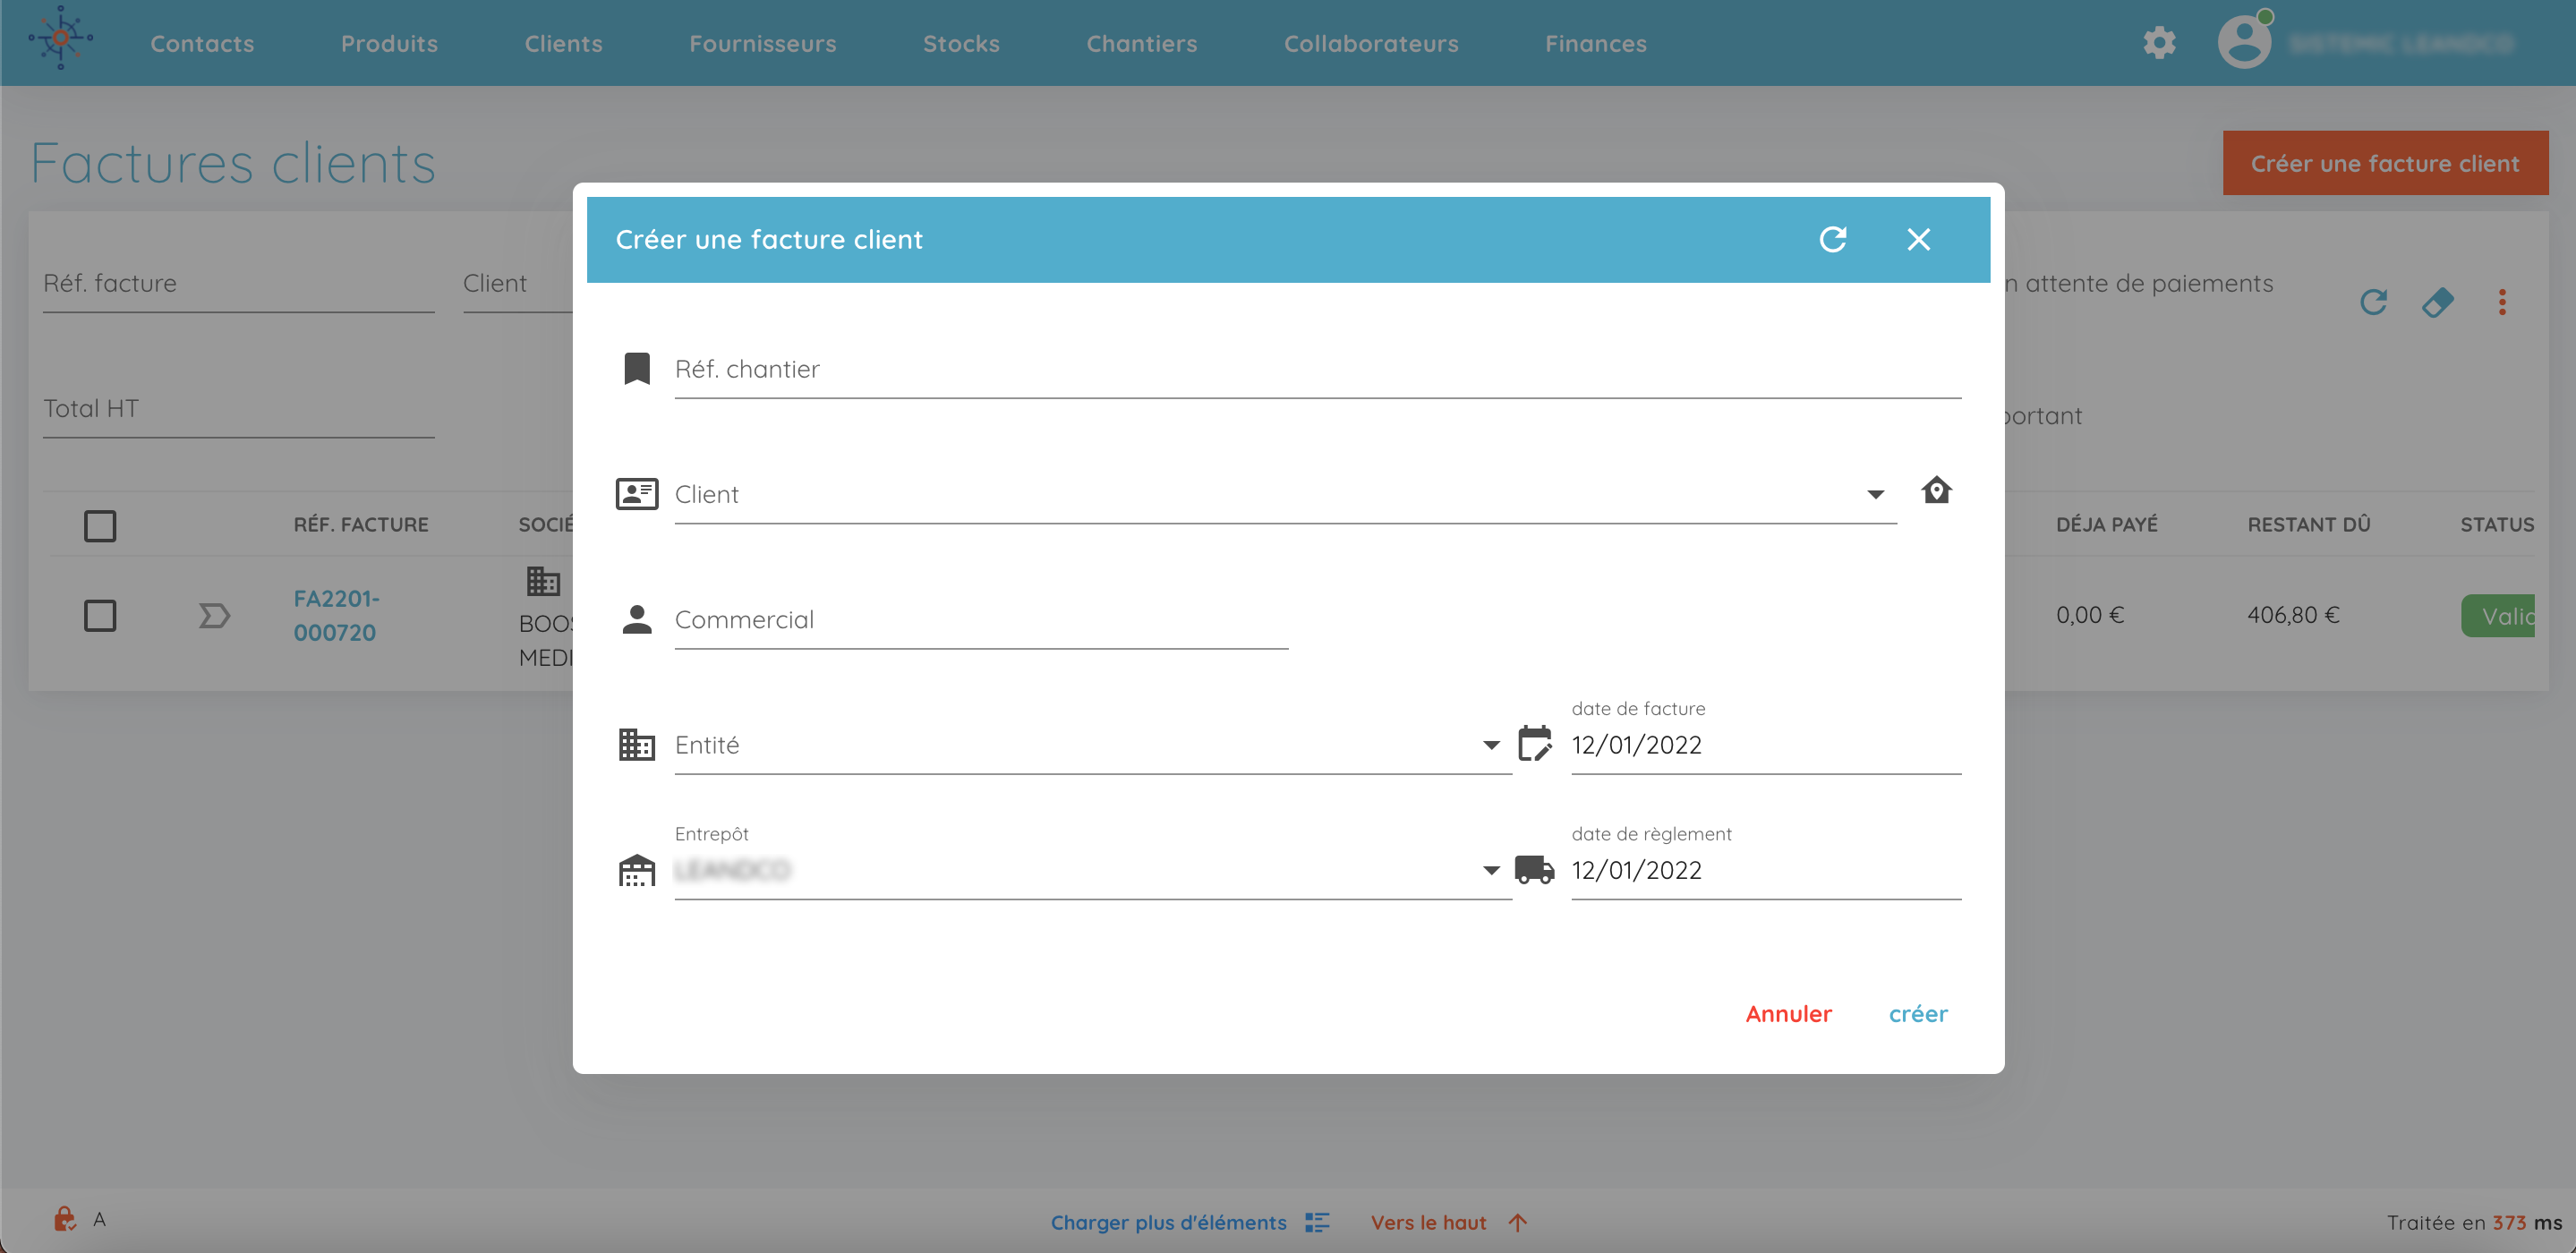 Contacts Produits Clients Fournisseurs Stocks Chantiers Collaborateurs Finances
Factures clients
Créer une facture client
Réf. facture
Client
n attente de paiements
Total HT
portant
RÉF. FACTURE
SOCIÉ
DÉJA PAYÉ
RESTANT DÛ
STATUS
FA2201-
000720
BOOS
MEDI
0,00 €
406,80 €
Valid
Créer une facture client
Réf. chantier
Client
Commercial
Entité
date de facture
12/01/2022
Entrepôt
date de règlement
12/01/2022
Annuler
créer
A
Charger plus d'éléments
Vers le haut
Traitée en 373 ms